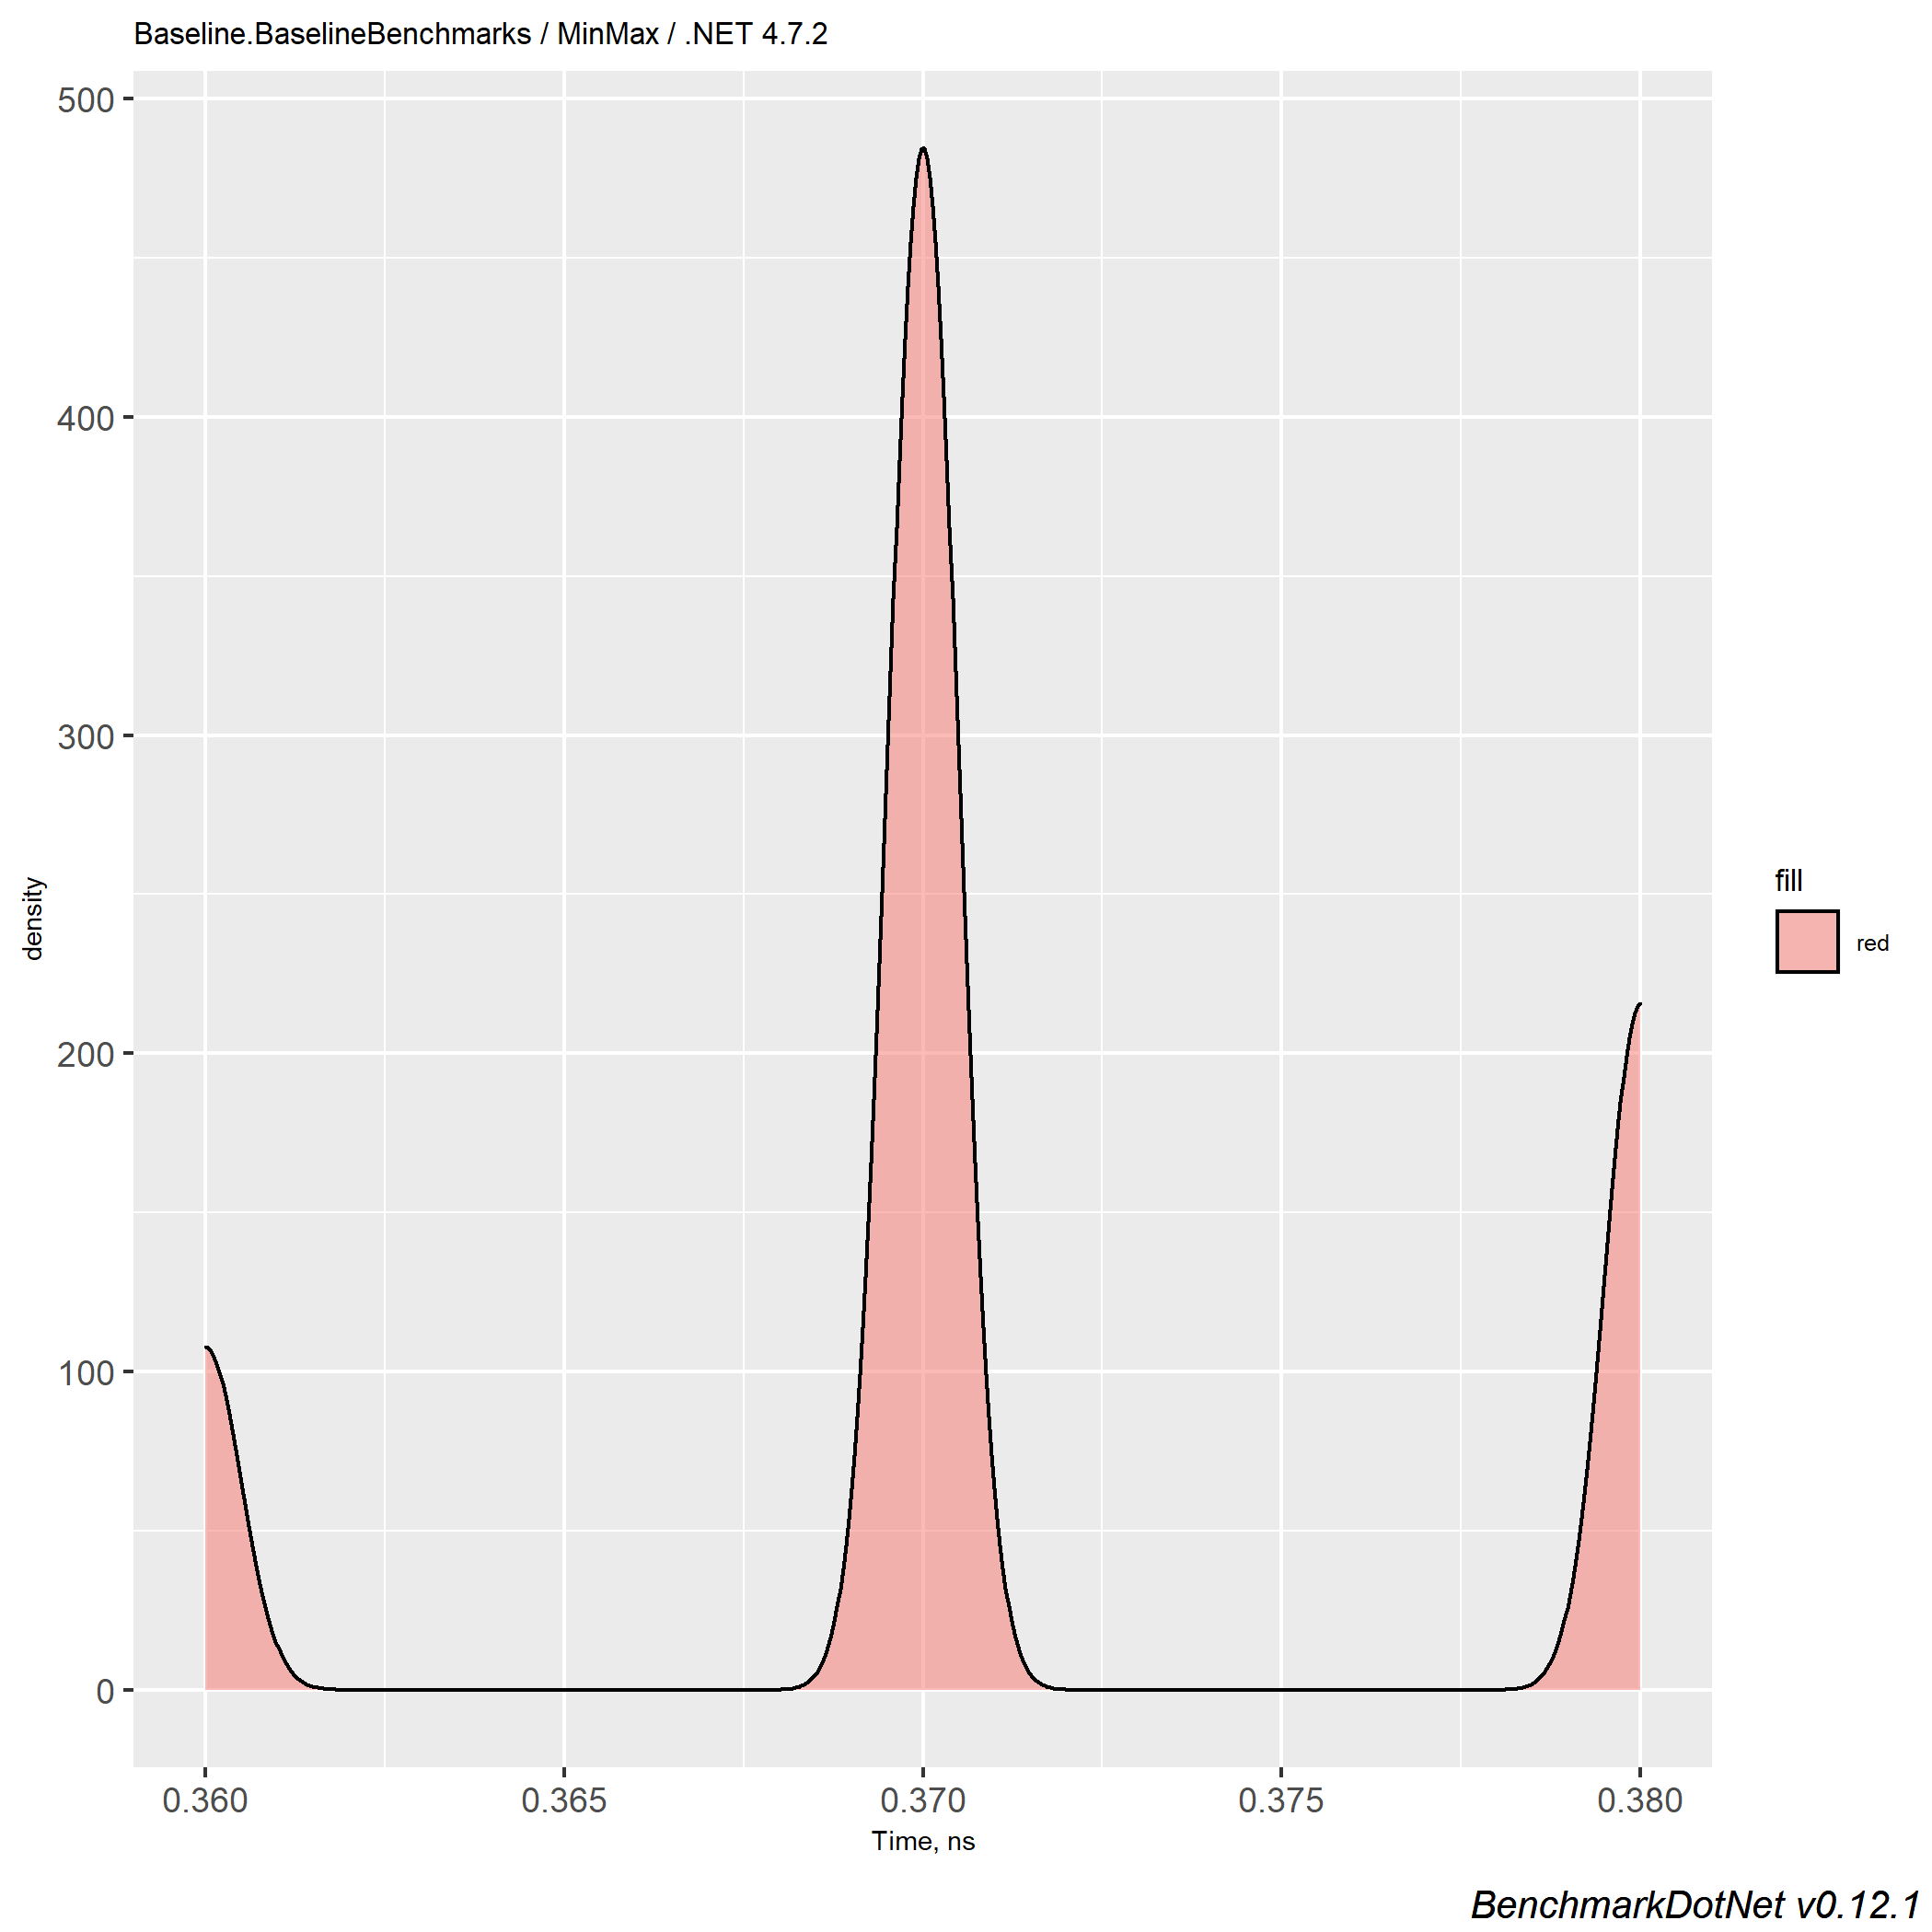 Baseline.BaselineBenchmarks / MinMax / .NET 4.7.2
500
400
300
200
100
0
density
0.360 0.365 0.370 0.375 0.380
Time, ns
fill
red
BenchmarkDotNet v0.12.1